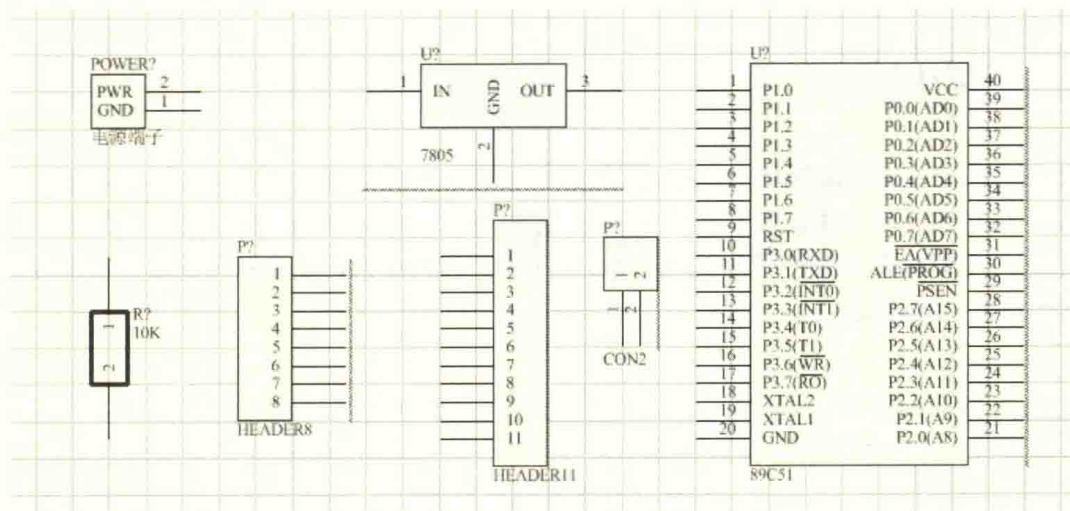 POWER?
PWR 2
GND 1
电源端子
U?
1 IN GND OUT 3
2
7805
U?
1 P1.0 VCC 40
2 P1.1 P0.0(AD0) 39
3 P1.2 P0.1(AD1) 38
4 P1.3 P0.2(AD2) 37
5 P1.4 P0.3(AD3) 36
6 P1.5 P0.4(AD4) 35
7 P1.6 P0.5(AD5) 34
8 P1.7 P0.6(AD6) 33
9 RST P0.7(AD7) 32
10 P3.0(RXD) EA(VPP) 31
11 P3.1(TXD) ALE(PROG) 30
12 P3.2(INT0) PSEN 29
13 P3.3(INT1) P2.7(A15) 28
14 P3.4(T0) P2.6(A14) 27
15 P3.5(T1) P2.5(A13) 26
16 P3.6(WR) P2.4(A12) 25
17 P3.7(RO) P2.3(A11) 24
18 XTAL2 P2.2(A10) 23
19 XTAL1 P2.1(A9) 22
20 GND P2.0(A8) 21
89C51
R?
10K
1
2
P?
1
2
3
4
5
6
7
8
HEADER8
P?
1
2
3
4
5
6
7
8
9
10
11
HEADER11
P?
1 2
1 2
CON2